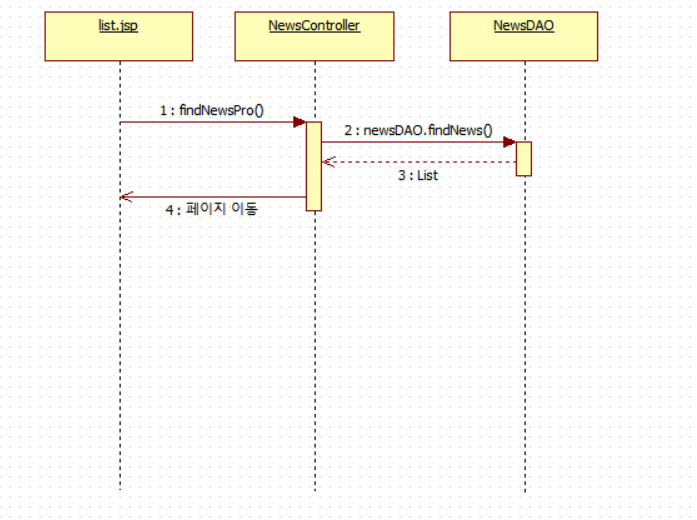 list.jsp
NewsController
NewsDAO
1 : findNewsPro()
2 : newsDAO.findNews()
3 : List
4 : 페이지 이동